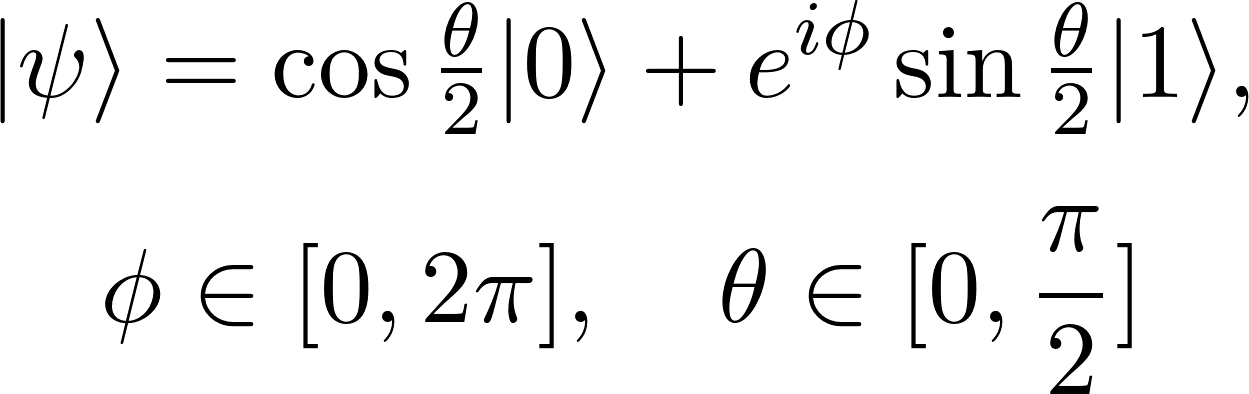 |ψ⟩ = cos θ/2 |0⟩ + e^{iϕ} sin θ/2 |1⟩,
ϕ ∈ [0, 2π], θ ∈ [0, π/2]